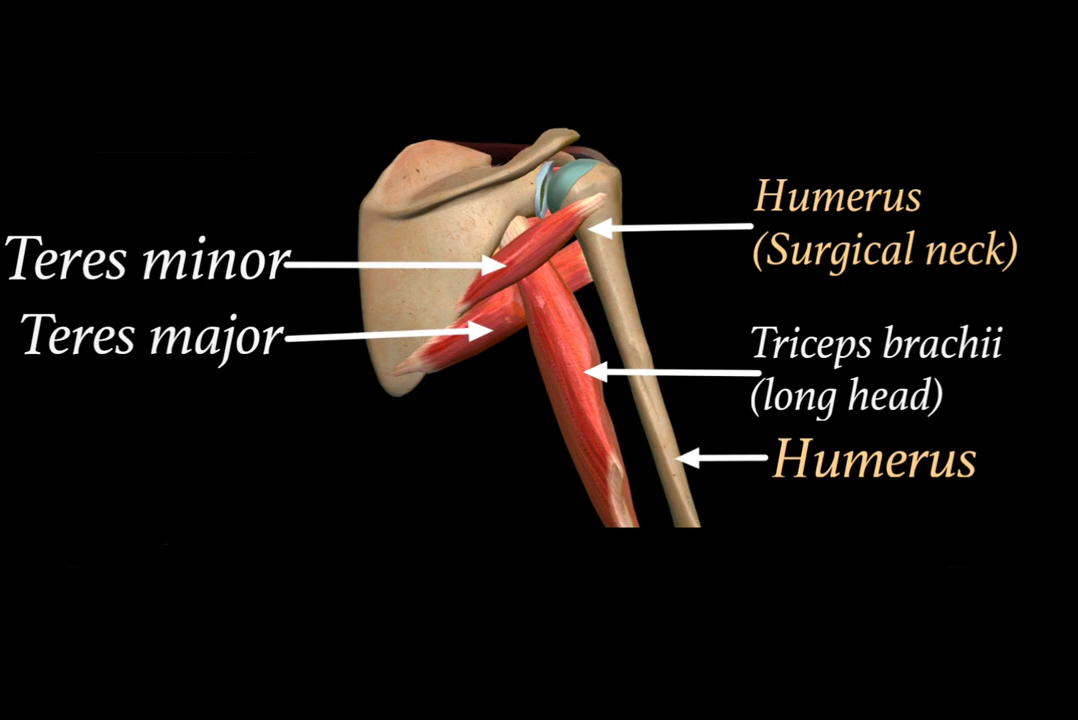 Teres minor
Teres major
Humerus
(Surgical neck)
Triceps brachii
(long head)
Humerus